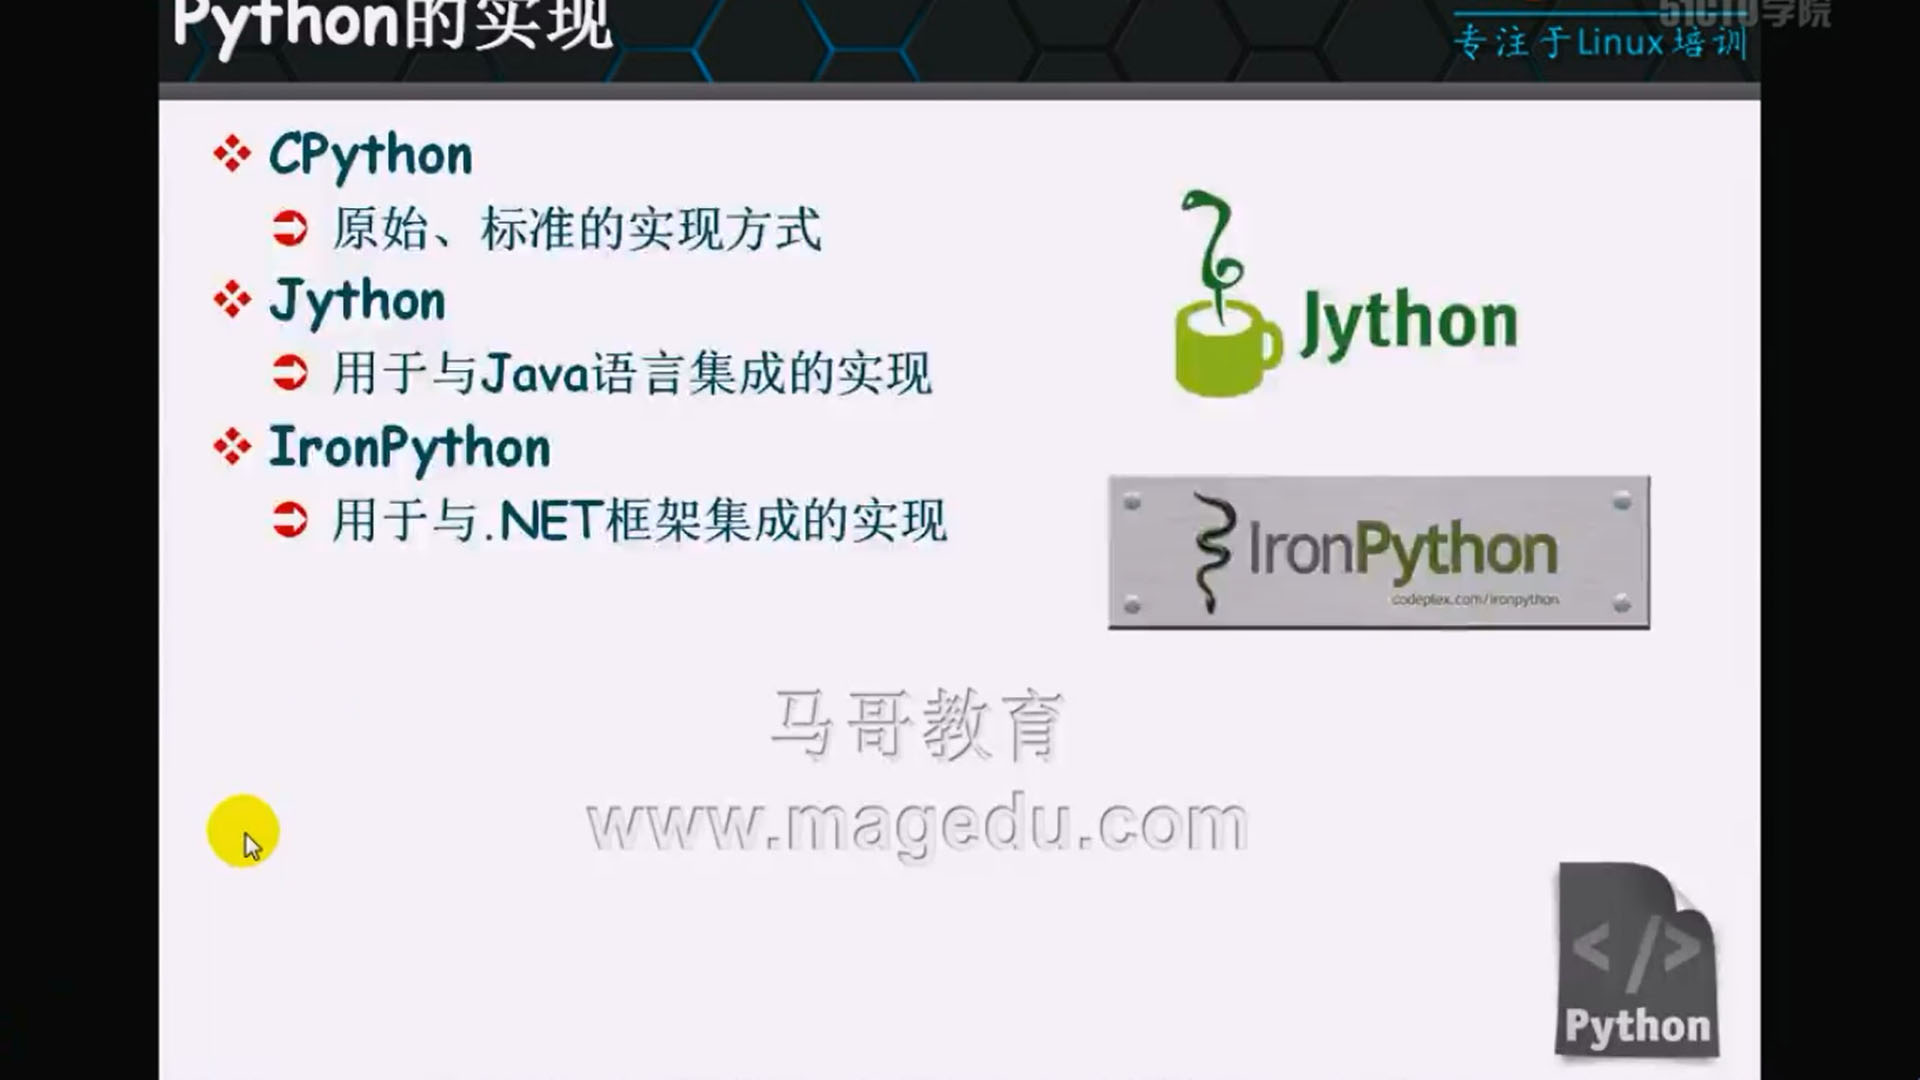 Python的实现
51CTO学院
专注于Linux培训
CPython
原始、标准的实现方式
Jython
用于与Java语言集成的实现
IronPython
用于与.NET框架集成的实现
Jython
IronPython
codeplex.com/ironpython
马哥教育
www.magedu.com
</>
Python